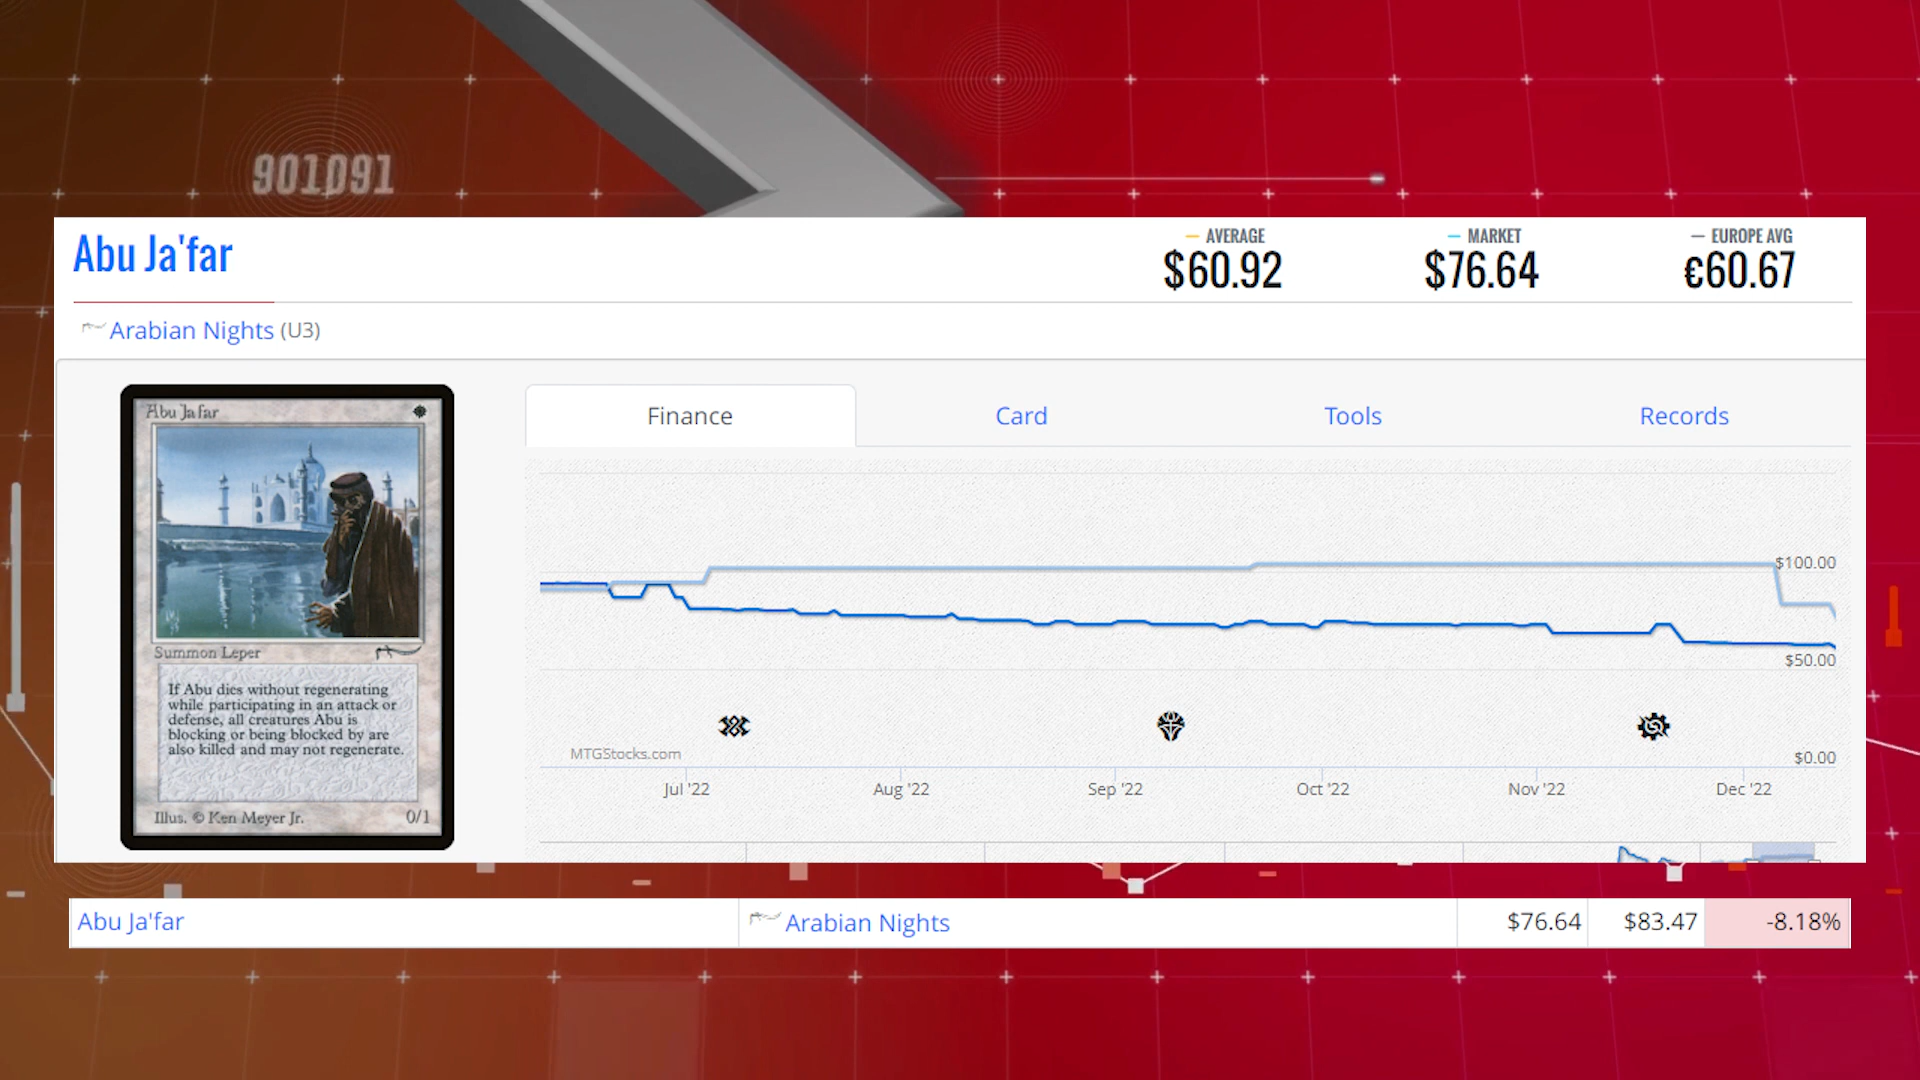 901091
Abu Ja'far
AVERAGE
$60.92
MARKET
$76.64
EUROPE AVG
€60.67
Arabian Nights (U3)
Abu Ja'far
Summon Leper
If Abu dies without regenerating
while participating in an attack or
defense, all creatures Abu is
blocking or being blocked by are
also killed and may not regenerate.
Illus. © Ken Meyer Jr.
0/1
Finance
Card
Tools
Records
$100.00
$50.00
$0.00
MTGStocks.com
Jul '22
Aug '22
Sep '22
Oct '22
Nov '22
Dec '22
Abu Ja'far
Arabian Nights
$76.64
$83.47
-8.18%